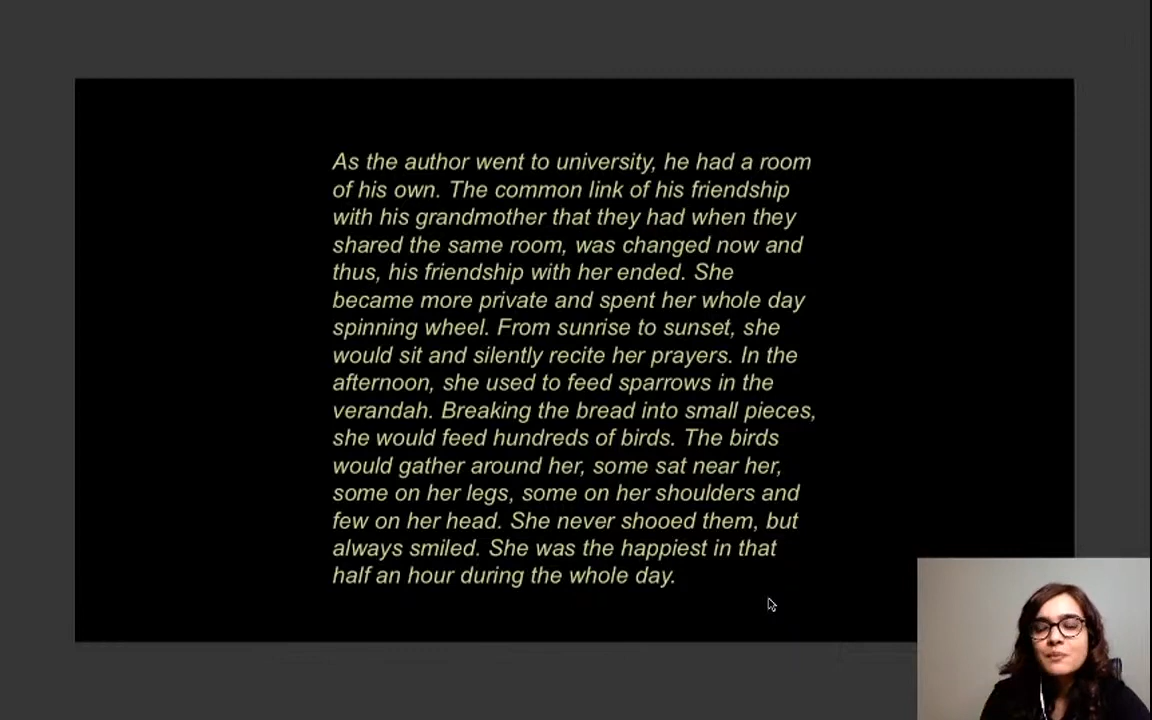 As the author went to university, he had a room
of his own. The common link of his friendship
with his grandmother that they had when they
shared the same room, was changed now and
thus, his friendship with her ended. She
became more private and spent her whole day
spinning wheel. From sunrise to sunset, she
would sit and silently recite her prayers. In the
afternoon, she used to feed sparrows in the
verandah. Breaking the bread into small pieces,
she would feed hundreds of birds. The birds
would gather around her, some sat near her,
some on her legs, some on her shoulders and
few on her head. She never shooed them, but
always smiled. She was the happiest in that
half an hour during the whole day.